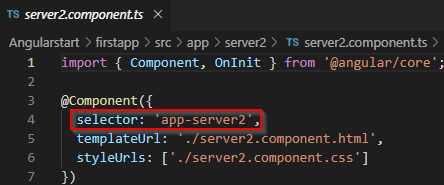 TS server2.component.ts ×
Angularstart > firstapp > src > app > server2 > TS server2.component.ts >
1 import { Component, OnInit } from '@angular/core';
2
3 @Component({
4 selector: 'app-server2',
5 templateUrl: './server2.component.html',
6 styleUrls: ['./server2.component.css']
7 })